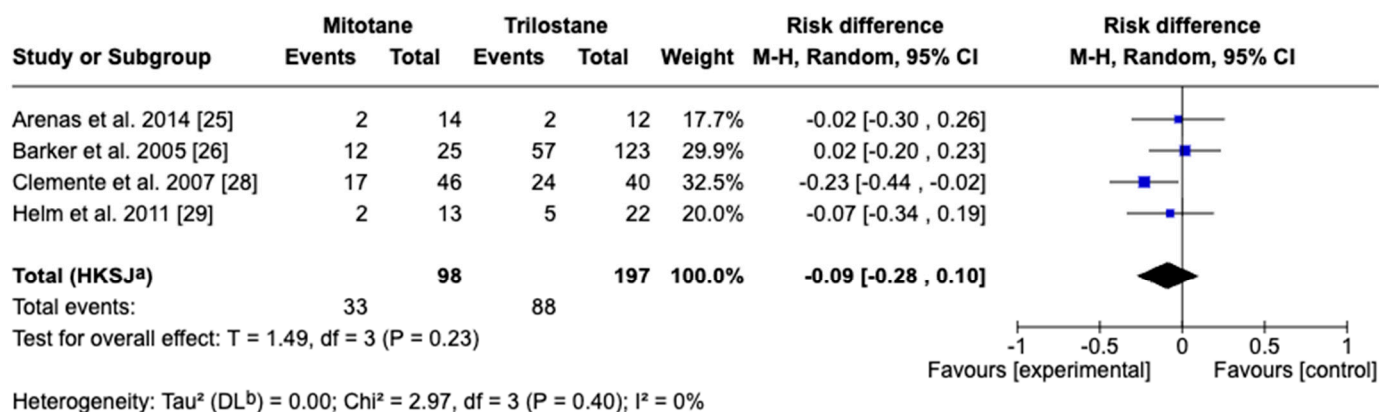 Mitotane Trilostane Risk difference Risk difference
Study or Subgroup Events Total Events Total Weight M-H, Random, 95% CI M-H, Random, 95% CI
Arenas et al. 2014 [25] 2 14 2 12 17.7% -0.02 [-0.30 , 0.26]
Barker et al. 2005 [26] 12 25 57 123 29.9% 0.02 [-0.20 , 0.23]
Clemente et al. 2007 [28] 17 46 24 40 32.5% -0.23 [-0.44 , -0.02]
Helm et al. 2011 [29] 2 13 5 22 20.0% -0.07 [-0.34 , 0.19]
Total (HKSJᵃ) 98 197 100.0% -0.09 [-0.28 , 0.10]
Total events: 33 88
Test for overall effect: T = 1.49, df = 3 (P = 0.23)
-1 -0.5 0 0.5 1
Favours [experimental] Favours [control]
Heterogeneity: Tau² (DLᵇ) = 0.00; Chi² = 2.97, df = 3 (P = 0.40); I² = 0%